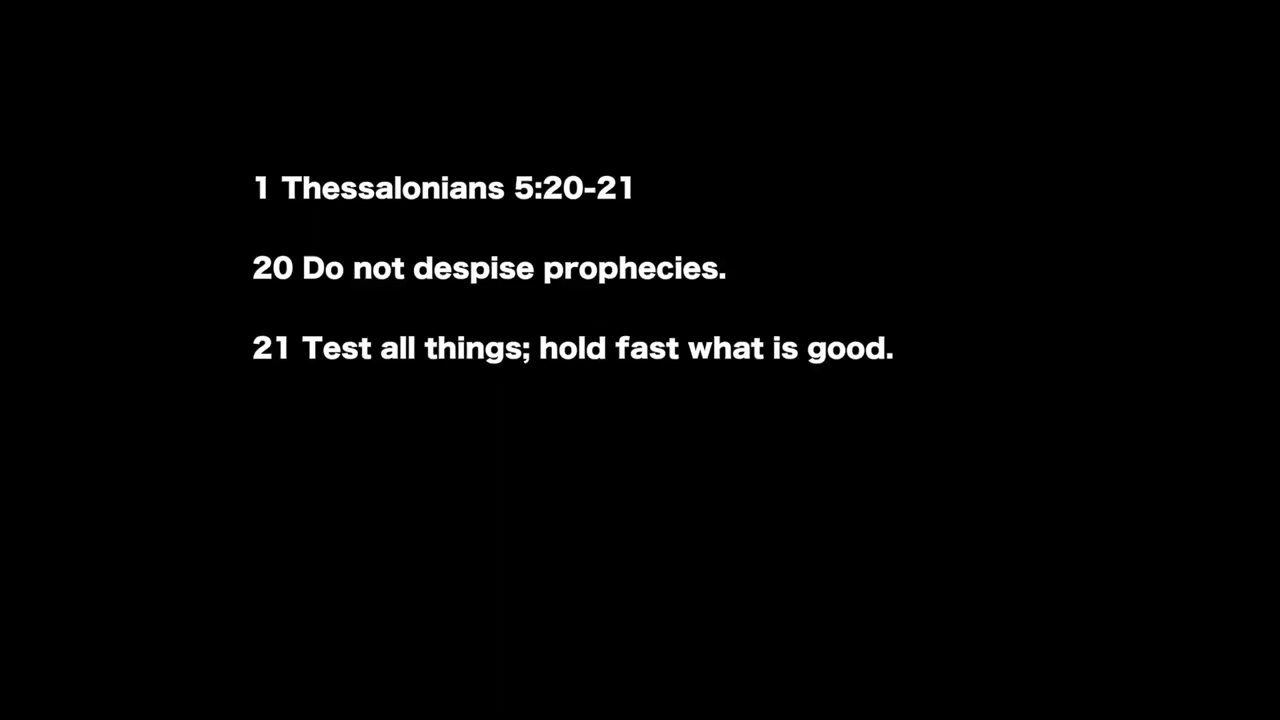 1 Thessalonians 5:20-21
20 Do not despise prophecies.
21 Test all things; hold fast what is good.